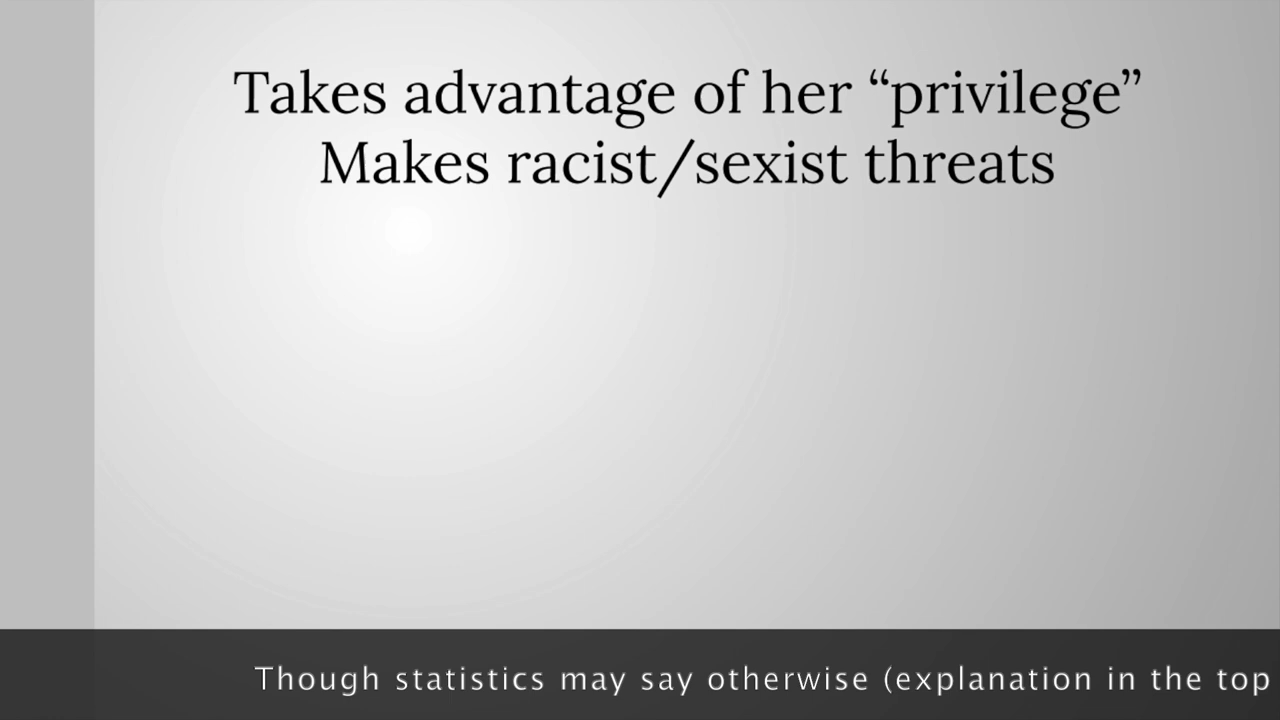 Takes advantage of her “privilege”
Makes racist/sexist threats
Though statistics may say otherwise (explanation in the top